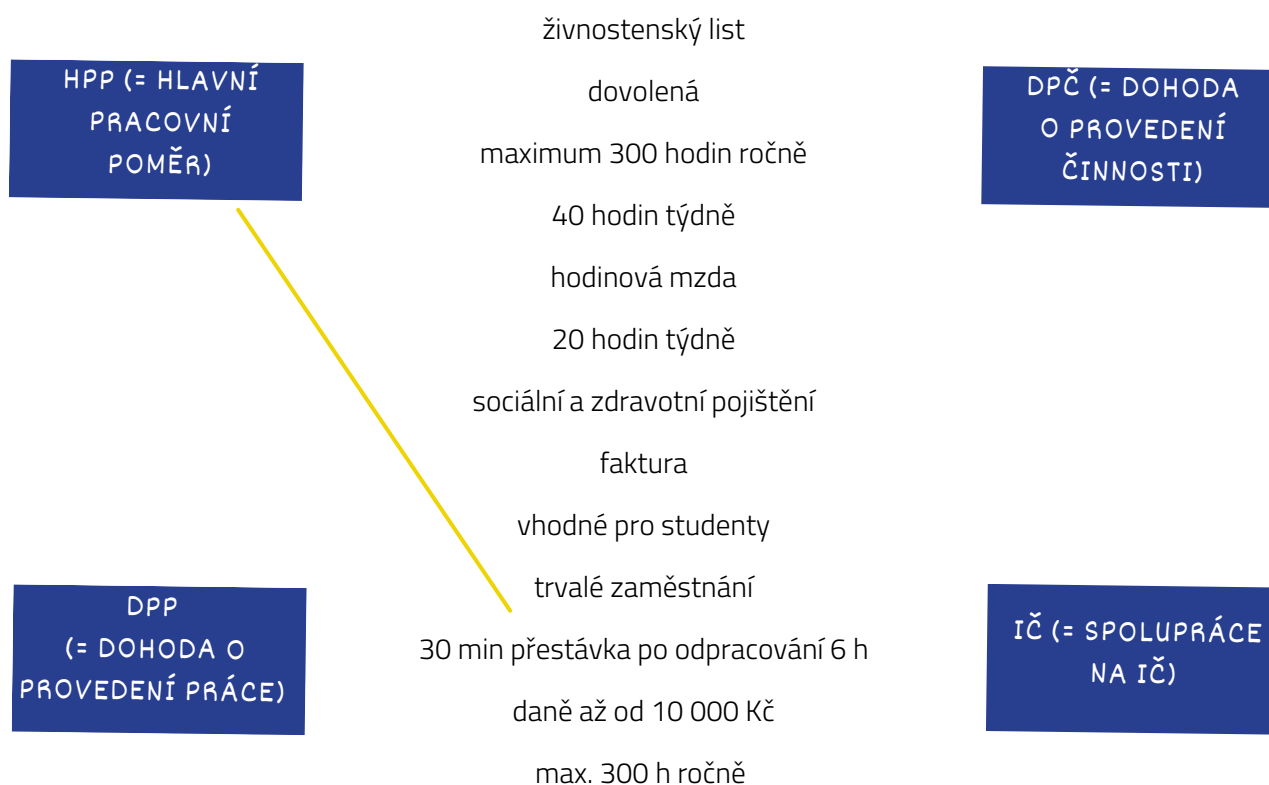 živnostenský list
HPP (= HLAVNÍ
PRACOVNÍ
POMĚR)
dovolená
DPČ (= DOHODA
O PROVEDENÍ
ČINNOSTI)
maximum 300 hodin ročně
40 hodin týdně
hodinová mzda
20 hodin týdně
sociální a zdravotní pojištění
faktura
vhodné pro studenty
trvalé zaměstnání
DPP
(= DOHODA O
PROVEDENÍ PRÁCE)
30 min přestávka po odpracování 6 h
IČ (= SPOLUPRÁCE
NA IČ)
daně až od 10 000 Kč
max. 300 h ročně